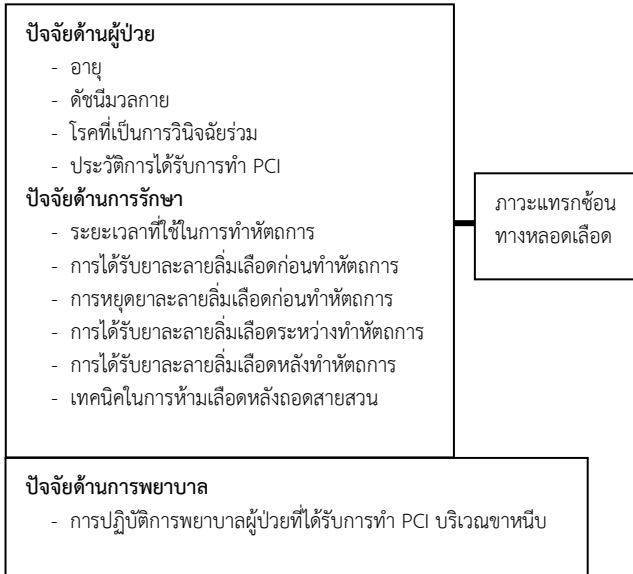 ปัจจัยด้านผู้ป่วย
- อายุ
- ดัชนีมวลกาย
- โรคที่เป็นการวินิจฉัยร่วม
- ประวัติการได้รับการทำ PCI
ปัจจัยด้านการรักษา
- ระยะเวลาที่ใช้ในการทำหัตถการ
- การได้รับยาละลายลิ่มเลือดก่อนทำหัตถการ
- การหยุดยาละลายลิ่มเลือดก่อนทำหัตถการ
- การได้รับยาละลายลิ่มเลือดระหว่างทำหัตถการ
- การได้รับยาละลายลิ่มเลือดหลังทำหัตถการ
- เทคนิคในการห้ามเลือดหลังถอดสายสวน
ภาวะแทรกซ้อน
ทางหลอดเลือด
ปัจจัยด้านการพยาบาล
- การปฏิบัติการพยาบาลผู้ป่วยที่ได้รับการทำ PCI บริเวณขาหนีบ